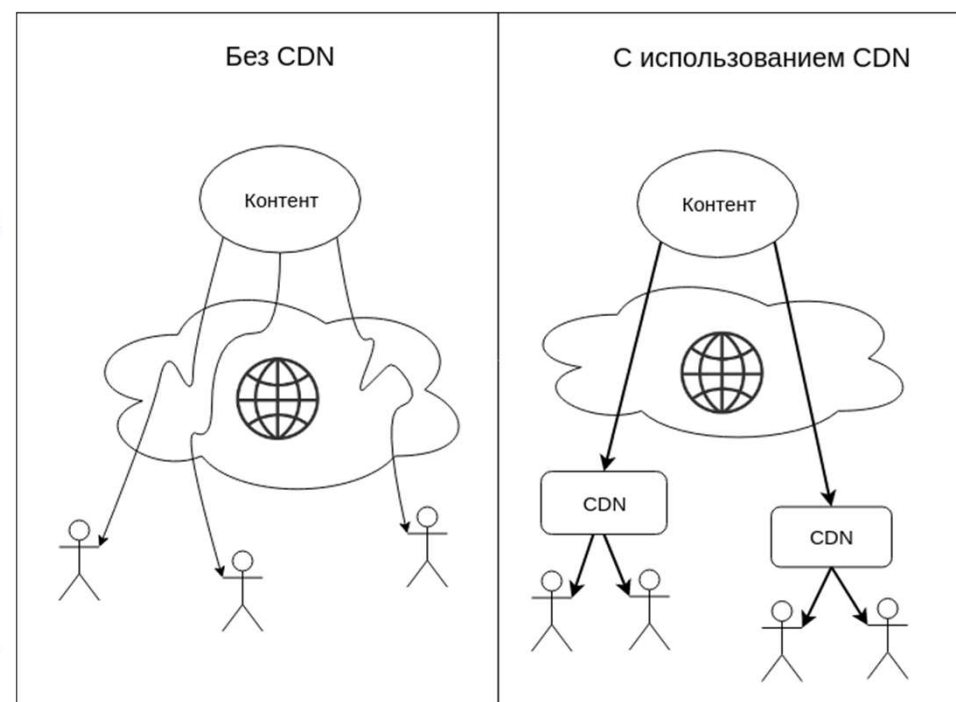 Без CDN
С использованием CDN
Контент
Контент
CDN
CDN